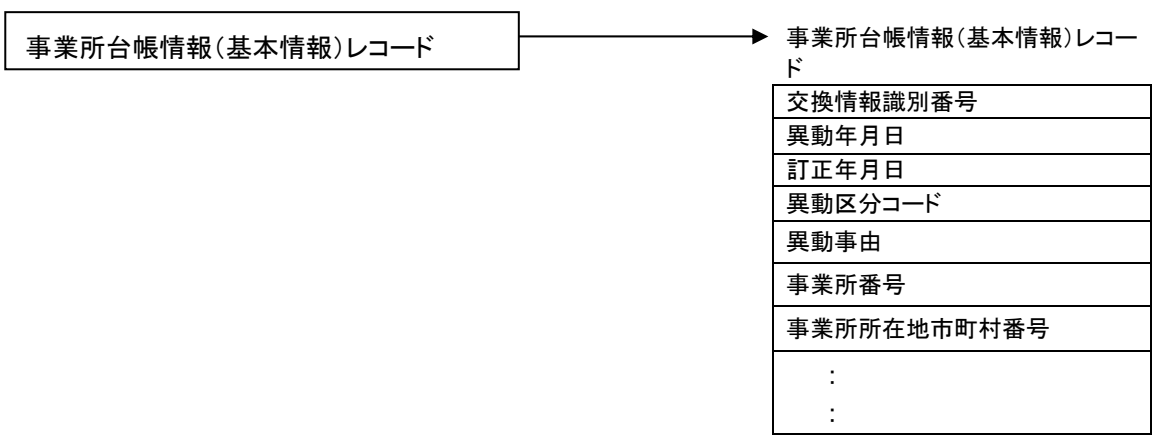 事業所台帳情報(基本情報)レコード
事業所台帳情報(基本情報)レコー
ド
交換情報識別番号
異動年月日
訂正年月日
異動区分コード
異動事由
事業所番号
事業所所在地市町村番号
:
: